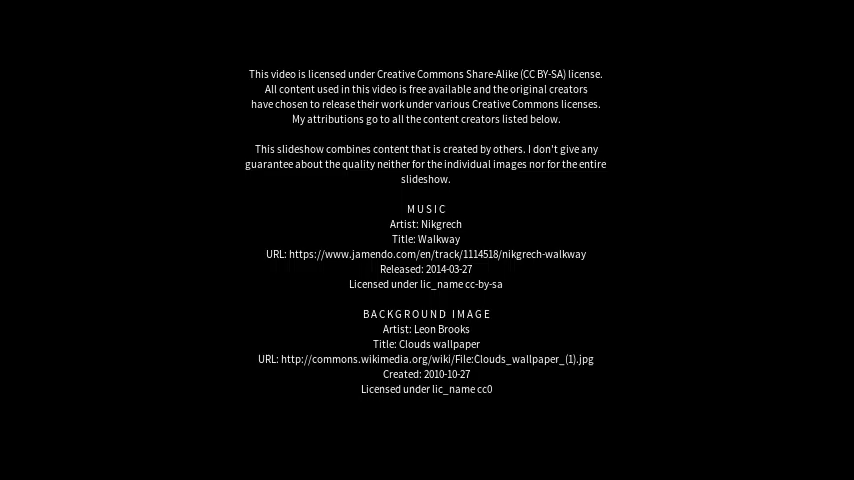 This video is licensed under Creative Commons Share-Alike (CC BY-SA) license.
All content used in this video is free available and the original creators
have chosen to release their work under various Creative Commons licenses.
My attributions go to all the content creators listed below.
This slideshow combines content that is created by others. I don't give any
guarantee about the quality neither for the individual images nor for the entire
slideshow.
MUSIC
Artist: Nikgrech
Title: Walkway
URL: https://www.jamendo.com/en/track/1114518/nikgrech-walkway
Released: 2014-03-27
Licensed under lic_name cc-by-sa
BACKGROUND IMAGE
Artist: Leon Brooks
Title: Clouds wallpaper
URL: http://commons.wikimedia.org/wiki/File:Clouds_wallpaper_(1).jpg
Created: 2010-10-27
Licensed under lic_name cc0